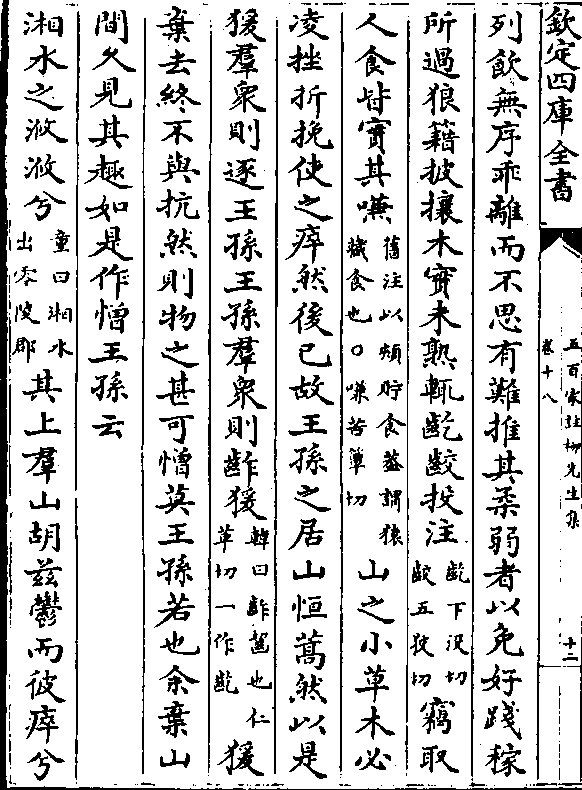 欽定四庫全書
五百家註柳先生集
卷十八
十二
列飲無序乖離而不思有難推其柔弱者以免好踐稼
所過狼籍披攘木實未熟輒齕齩投注齕下没切齩五狡切竊取
人食皆實其嗛舊注以頰貯食葢謂猿藏食也〇嗛苦簟切山之小草木必
凌挫折挽使之瘁然後已故王孫之居山恒蒿然以是
猨羣衆則逐王孫王孫羣衆則齚猨韓曰齚齧也仁革切一作齕猨
棄去終不與抗然則物之甚可憎莫王孫若也余棄山
間久見其趣如是作憎王孫云
湘水之浟浟兮童曰湘水出零陵郡其上羣山胡兹鬱而彼瘁兮